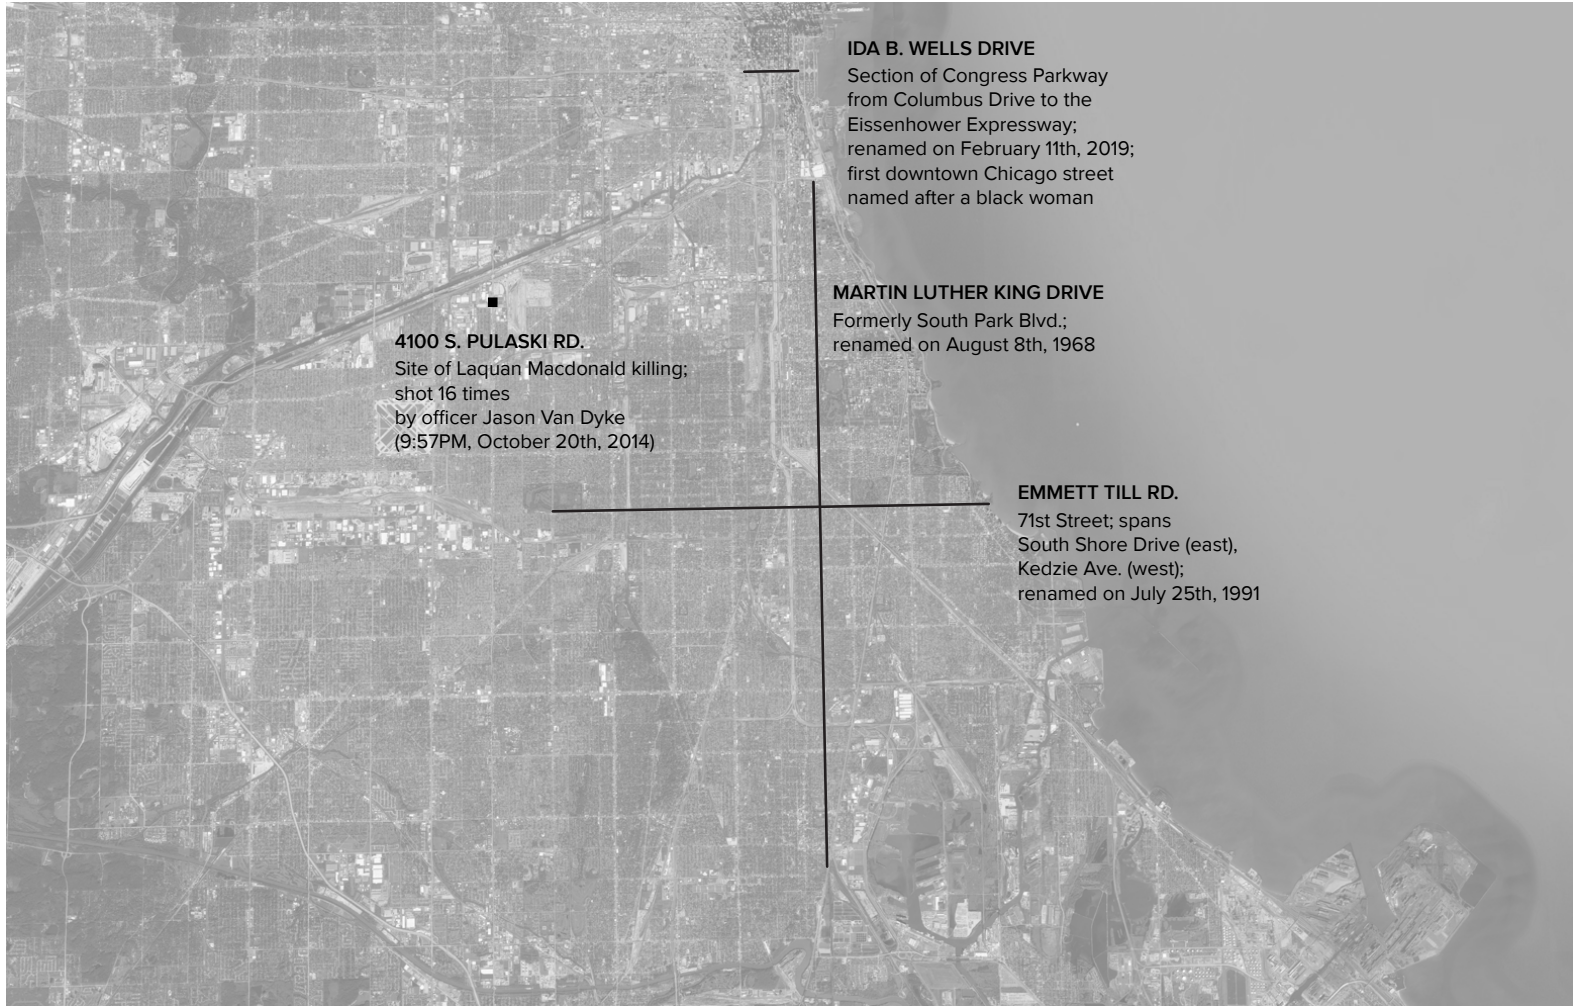 IDA B. WELLS DRIVE
Section of Congress Parkway
from Columbus Drive to the
Eissenhower Expressway;
renamed on February 11th, 2019;
first downtown Chicago street
named after a black woman
MARTIN LUTHER KING DRIVE
Formerly South Park Blvd.;
renamed on August 8th, 1968
4100 S. PULASKI RD.
Site of Laquan Macdonald killing;
shot 16 times
by officer Jason Van Dyke
(9:57PM, October 20th, 2014)
EMMETT TILL RD.
71st Street; spans
South Shore Drive (east),
Kedzie Ave. (west);
renamed on July 25th, 1991